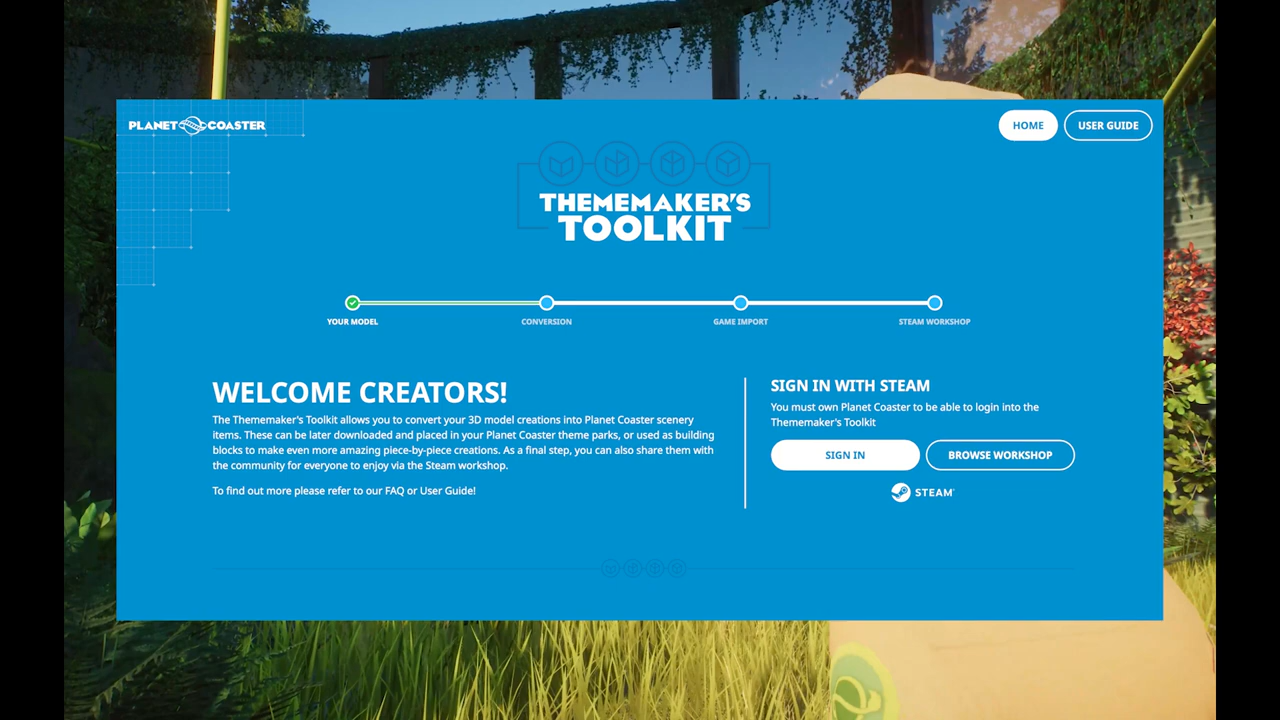 PLANET COASTER
HOME
USER GUIDE
THEMEMAKER'S
TOOLKIT
YOUR MODEL
CONVERSION
GAME IMPORT
STEAM WORKSHOP
WELCOME CREATORS!
The Thememaker's Toolkit allows you to convert your 3D model creations into Planet Coaster scenery
items. These can be later downloaded and placed in your Planet Coaster theme parks, or used as building
blocks to make even more amazing piece-by-piece creations. As a final step, you can also share them with
the community for everyone to enjoy via the Steam workshop.
To find out more please refer to our FAQ or User Guide!
SIGN IN WITH STEAM
You must own Planet Coaster to be able to login into the
Thememaker's Toolkit
SIGN IN
BROWSE WORKSHOP
STEAM